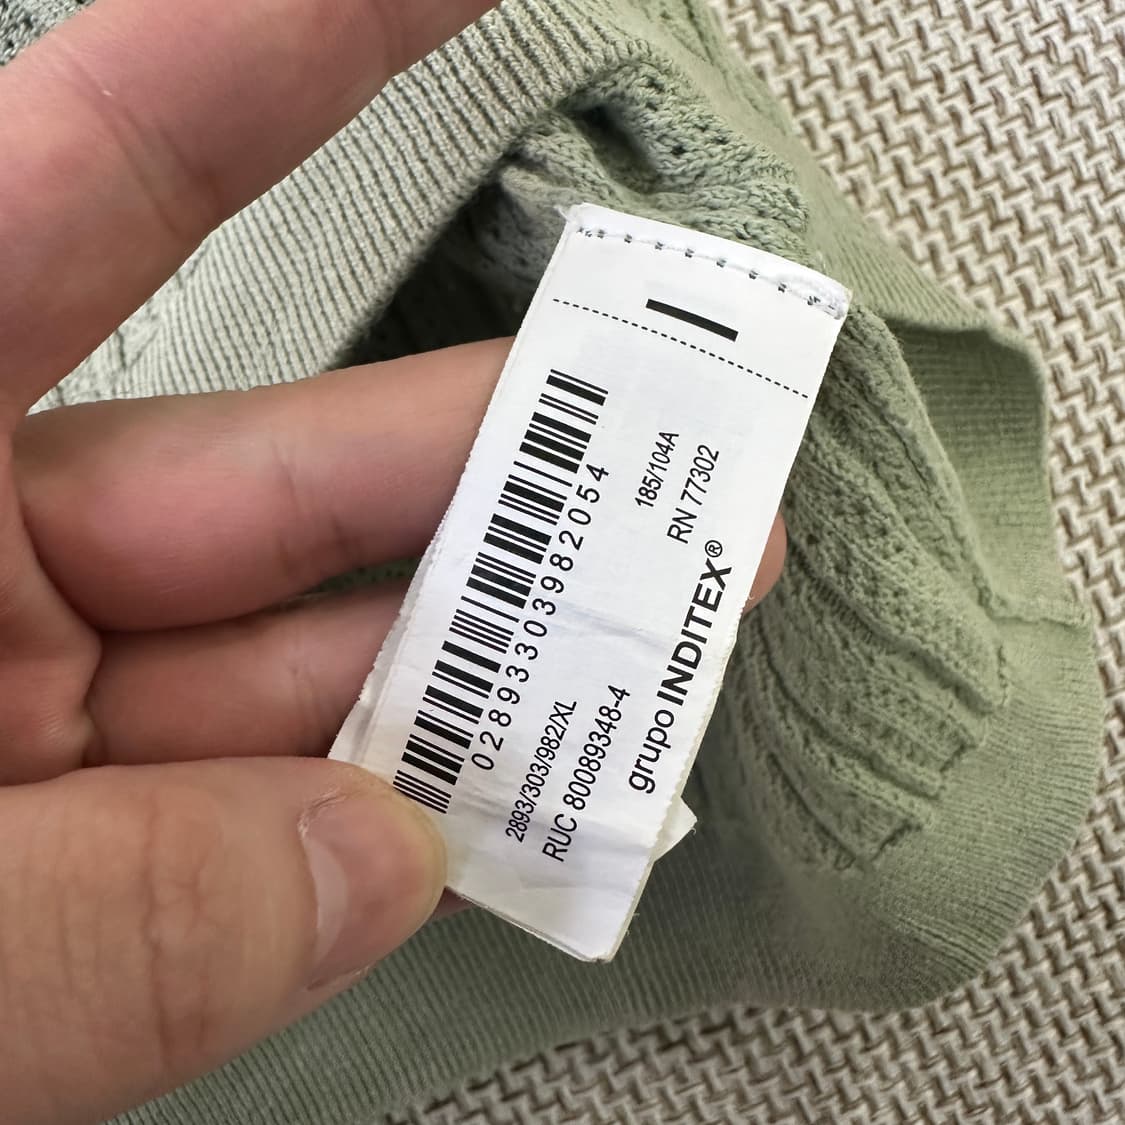 02893303982054
2893/303/982/XL
185/104A
RUC 80089348-4
RN 77302
grupo INDITEX®